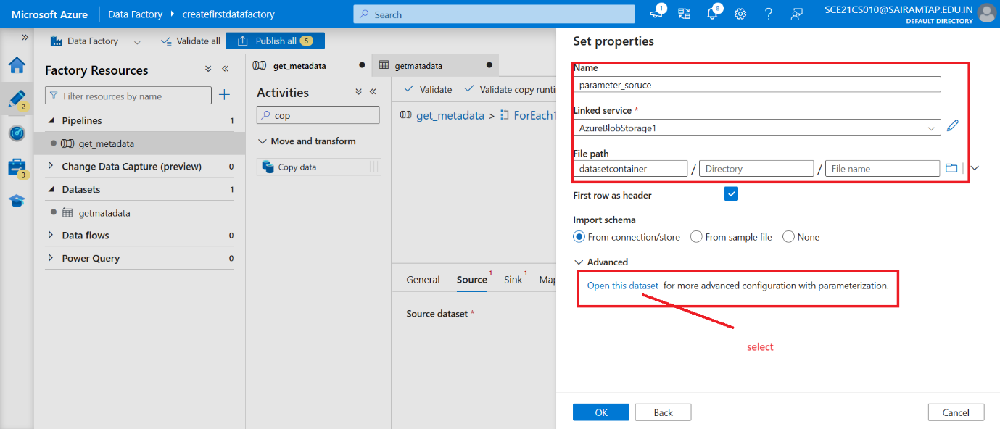 Microsoft Azure Data Factory createfirstdatafactory Search 1 8 SCE21CS010@SAIRAMTAP.EDU.IN
DEFAULT DIRECTORY
Data Factory Validate all Publish all 5
Factory Resources
Filter resources by name
Pipelines 1
get_metadata
Change Data Capture (preview) 0
Datasets 1
getmatadata
Data flows 0
Power Query 0
2
3
get_metadata
getmatadata
Activities
cop
Move and transform
Copy data
Validate Validate copy runti
get_metadata > ForEach1
General Source 1 Sink 1 Map
Source dataset *
Set properties
Name
parameter_soruce
Linked service *
AzureBlobStorage1
File path
datasetcontainer / Directory / File name
First row as header
Import schema
From connection/store From sample file None
Advanced
Open this dataset for more advanced configuration with parameterization.
select
OK Back Cancel